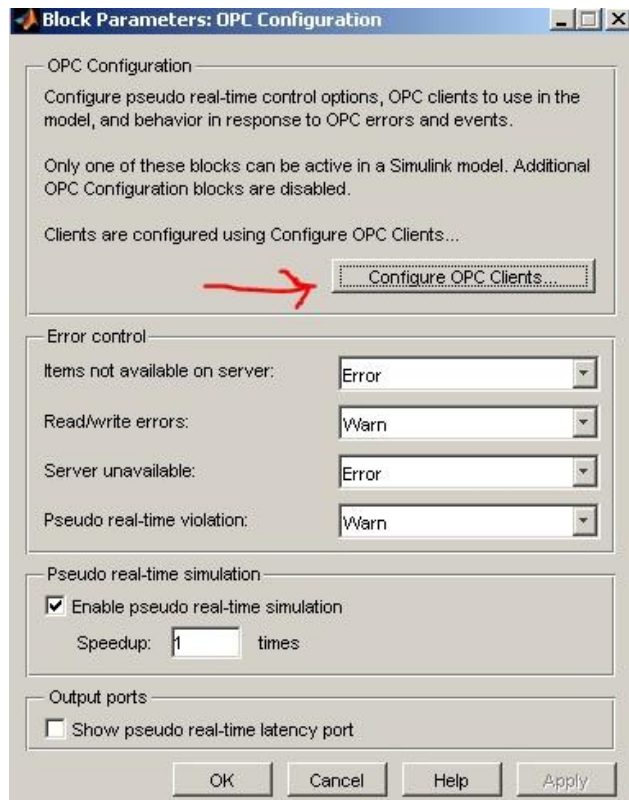 Block Parameters: OPC Configuration
OPC Configuration
Configure pseudo real-time control options, OPC clients to use in the
model, and behavior in response to OPC errors and events.
Only one of these blocks can be active in a Simulink model. Additional
OPC Configuration blocks are disabled.
Clients are configured using Configure OPC Clients...
Configure OPC Clients...
Error control
Items not available on server: Error
Read/write errors: Warn
Server unavailable: Error
Pseudo real-time violation: Warn
Pseudo real-time simulation
Enable pseudo real-time simulation
Speedup: 1 times
Output ports
Show pseudo real-time latency port
OK Cancel Help Apply